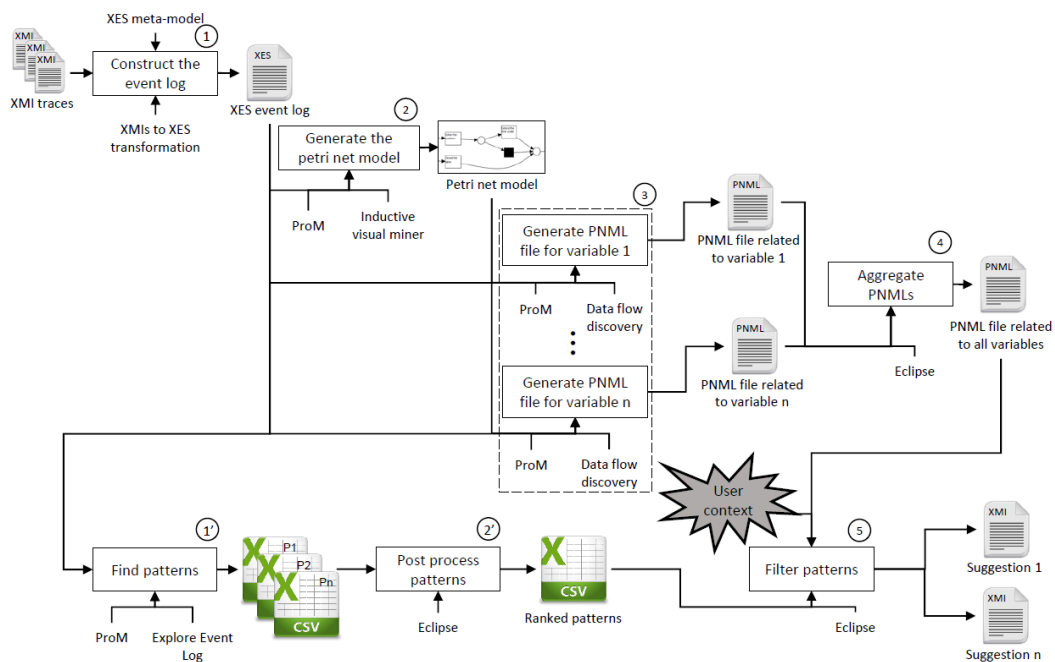 XES meta-model
1
XMI
XMI
XMI
Construct the
event log
XES
XMI traces
XES event log
XMIs to XES
transformation
2
Generate the
petri net model
Petri net model
ProM
Inductive
visual miner
3
Generate PNML
file for variable 1
PNML
PNML file related
to variable 1
ProM
Data flow
discovery
4
Aggregate
PNMLs
PNML
PNML file related
to all variables
PNML
PNML file related
to variable n
Eclipse
Generate PNML
file for variable n
ProM
Data flow
discovery
User
context
1’
Find patterns
P1
P2
Pn
X
CSV
2’
Post process
patterns
X
CSV
Ranked patterns
5
Filter patterns
XMI
Suggestion 1
XMI
Suggestion n
ProM
Explore Event
Log
Eclipse
Eclipse